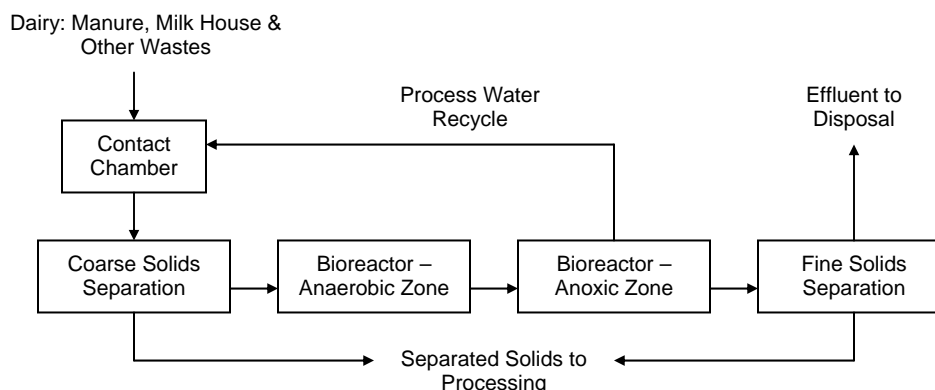 Dairy: Manure, Milk House &
Other Wastes
Process Water
Recycle
Effluent to
Disposal
Contact
Chamber
Coarse Solids
Separation
Bioreactor –
Anaerobic Zone
Bioreactor –
Anoxic Zone
Fine Solids
Separation
Separated Solids to
Processing